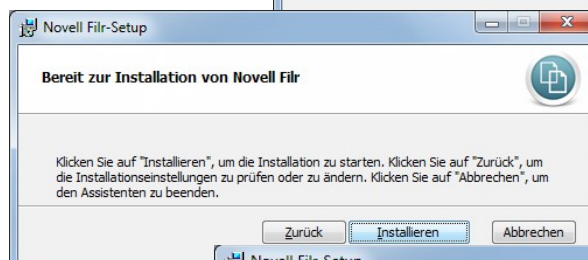 Novell Filr-Setup
Bereit zur Installation von Novell Filr
Klicken Sie auf "Installieren", um die Installation zu starten. Klicken Sie auf "Zurück", um
die Installationseinstellungen zu prüfen oder zu ändern. Klicken Sie auf "Abbrechen", um
den Assistenten zu beenden.
Zurück Installieren Abbrechen
Novell Filr-Setup